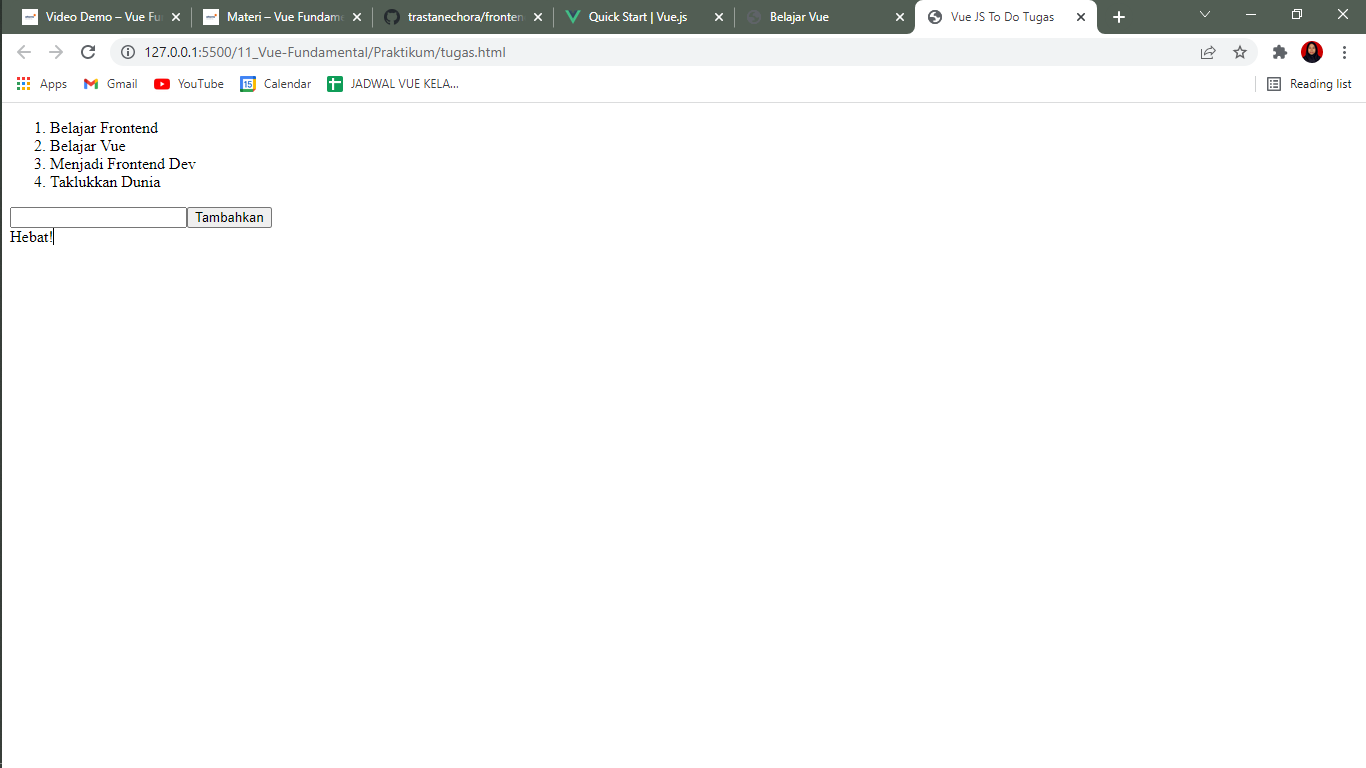 Video Demo – Vue Fu
Materi – Vue Fundame
trastanechora/fronten
Quick Start | Vue.js
Belajar Vue
Vue JS To Do Tugas
127.0.0.1:5500/11_Vue-Fundamental/Praktikum/tugas.html
Apps
Gmail
YouTube
15
Calendar
JADWAL VUE KELA...
Reading list
1. Belajar Frontend
2. Belajar Vue
3. Menjadi Frontend Dev
4. Taklukkan Dunia
Tambahkan
Hebat!